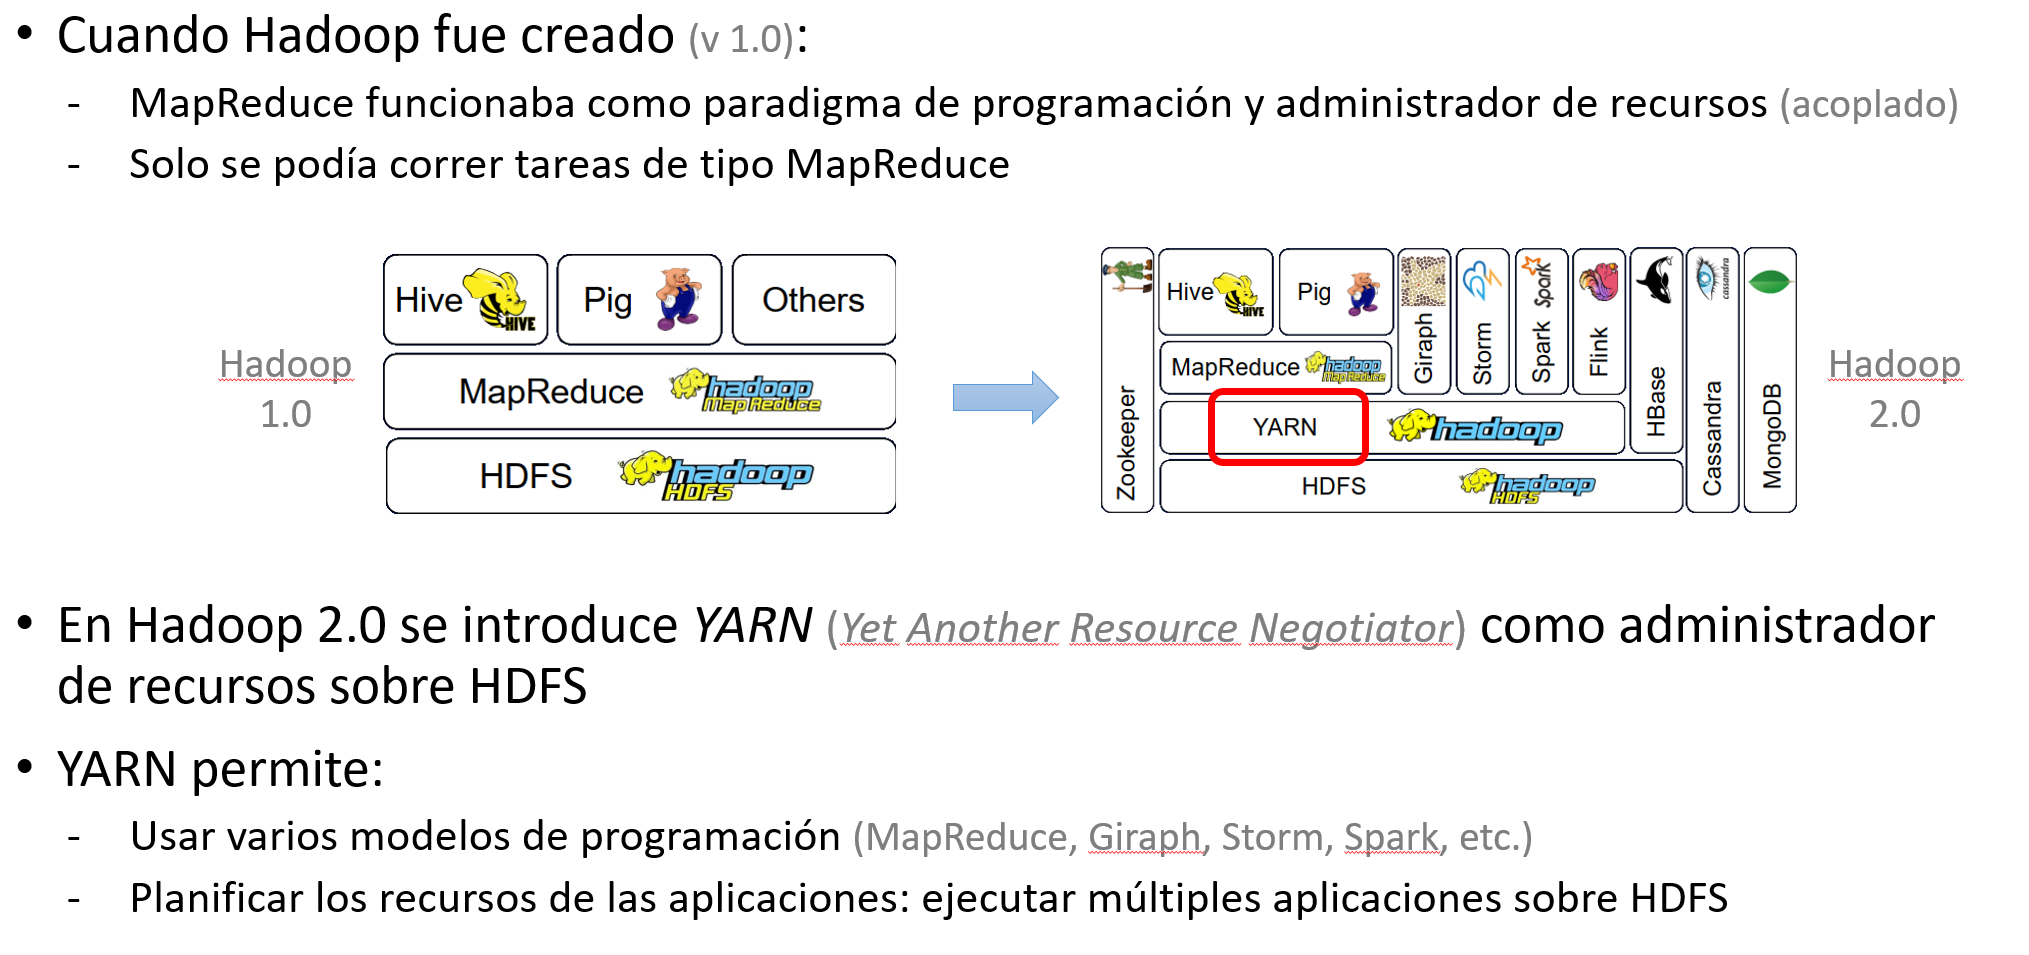 • Cuando Hadoop fue creado (v 1.0):
- MapReduce funcionaba como paradigma de programación y administrador de recursos (acoplado)
- Solo se podía correr tareas de tipo MapReduce
Hadoop
1.0
Hive HIVE
Pig
Others
MapReduce hadoop MapReduce
HDFS hadoop HDFS
Zookeeper
Hive HIVE
Pig
MapReduce hadoop MapReduce
Giraph
Storm
Spark Spark
Flink
YARN hadoop
HBase
HDFS hadoop HDFS
Cassandra cassandra
MongoDB
Hadoop
2.0
• En Hadoop 2.0 se introduce YARN (Yet Another Resource Negotiator) como administrador
de recursos sobre HDFS
• YARN permite:
- Usar varios modelos de programación (MapReduce, Giraph, Storm, Spark, etc.)
- Planificar los recursos de las aplicaciones: ejecutar múltiples aplicaciones sobre HDFS